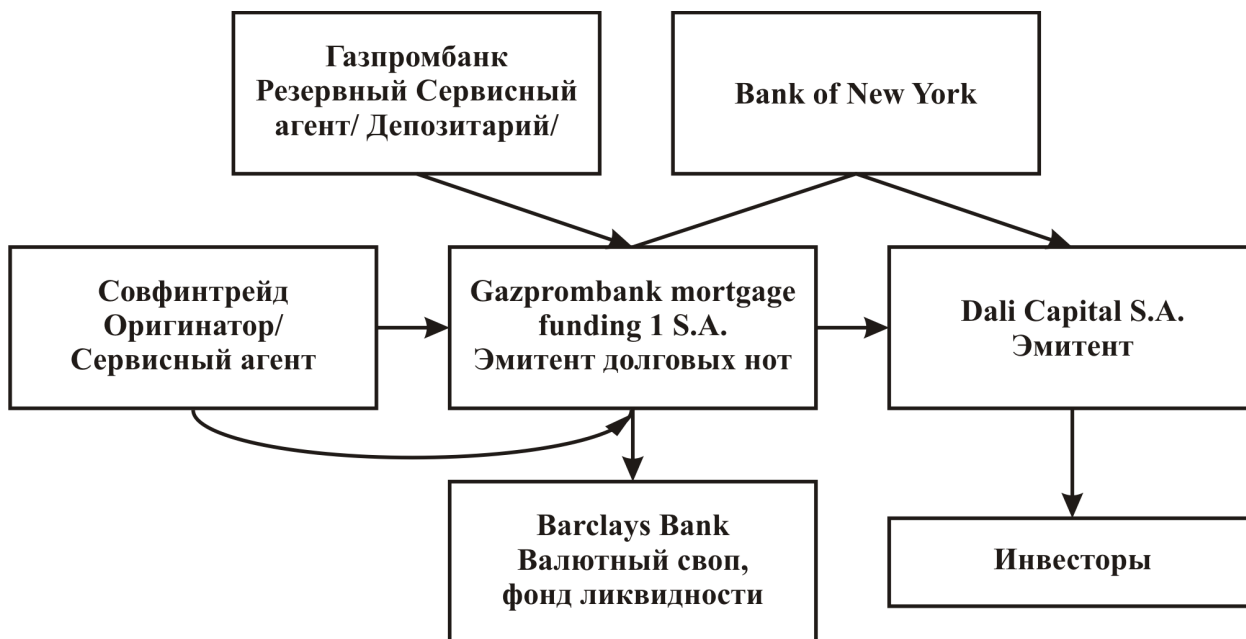 Газпромбанк
Резервный Сервисный
агент/ Депозитарий/
Bank of New York
Совфинтрейд
Оригинатор/
Сервисный агент
Gazprombank mortgage
funding 1 S.A.
Эмитент долговых нот
Dali Capital S.A.
Эмитент
Barclays Bank
Валютный своп,
фонд ликвидности
Инвесторы